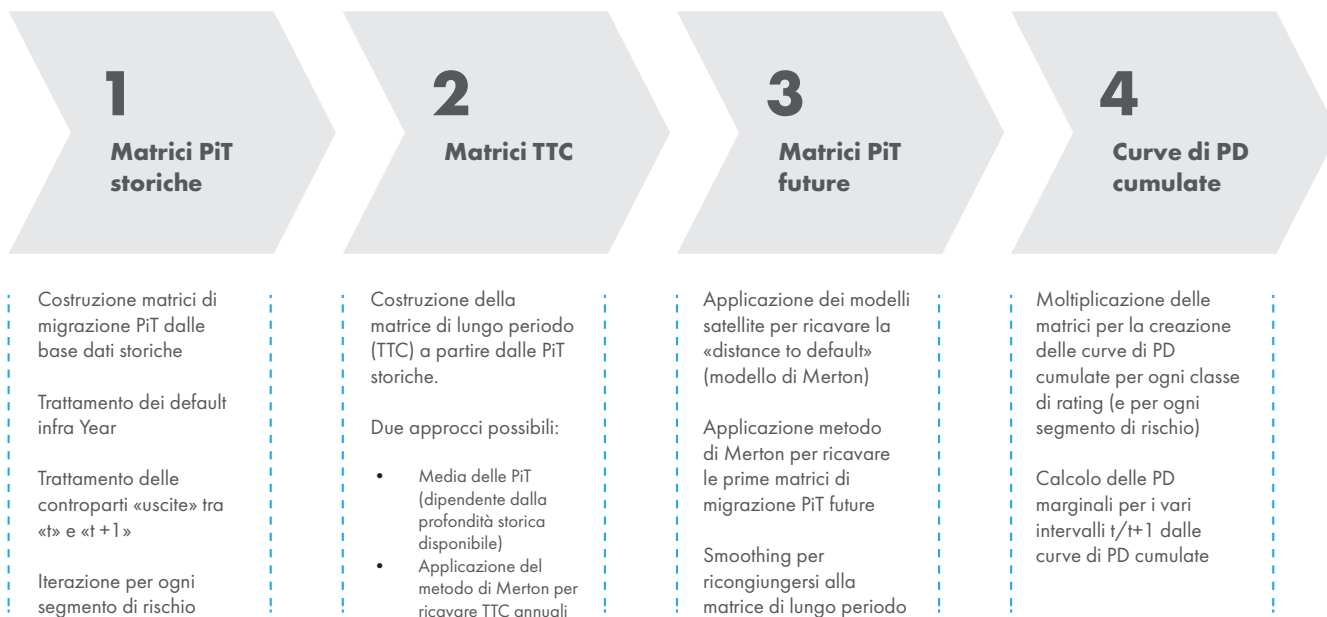 1
Matrici PiT
storiche
Costruzione matrici di
migrazione PiT dalle
base dati storiche
Trattamento dei default
infra Year
Trattamento delle
controparti «uscite» tra
«t» e «t +1»
Iterazione per ogni
segmento di rischio
2
Matrici TTC
Costruzione della
matrice di lungo periodo
(TTC) a partire dalle PiT
storiche.
Due approcci possibili:
• Media delle PiT
(dipendente dalla
profondità storica
disponibile)
• Applicazione del
metodo di Merton per
ricavare TTC annuali
3
Matrici PiT
future
Applicazione dei modelli
satellite per ricavare la
«distance to default»
(modello di Merton)
Applicazione metodo
di Merton per ricavare
le prime matrici di
migrazione PiT future
Smoothing per
ricongiungersi alla
matrice di lungo periodo
4
Curve di PD
cumulate
Moltiplicazione delle
matrici per la creazione
delle curve di PD
cumulate per ogni classe
di rating (e per ogni
segmento di rischio)
Calcolo delle PD
marginali per i vari
intervalli t/t+1 dalle
curve di PD cumulate